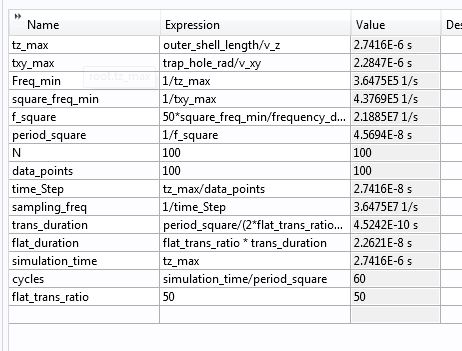 Name Expression Value Des
tz_max outer_shell_length/v_z 2.7416E-6 s
txy_max trap_hole_rad/v_xy 2.2847E-6 s
Freq_min 1/tz_max 3.6475E5 1/s
square_freq_min 1/txy_max 4.3769E5 1/s
f_square 50*square_freq_min/frequency_d... 2.1885E7 1/s
period_square 1/f_square 4.5694E-8 s
N 100 100
data_points 100 100
time_Step tz_max/data_points 2.7416E-8 s
sampling_freq 1/time_Step 3.6475E7 1/s
trans_duration period_square/(2*flat_trans_ratio... 4.5242E-10 s
flat_duration flat_trans_ratio * trans_duration 2.2621E-8 s
simulation_time tz_max 2.7416E-6 s
cycles simulation_time/period_square 60
flat_trans_ratio 50 50
root.tz_max